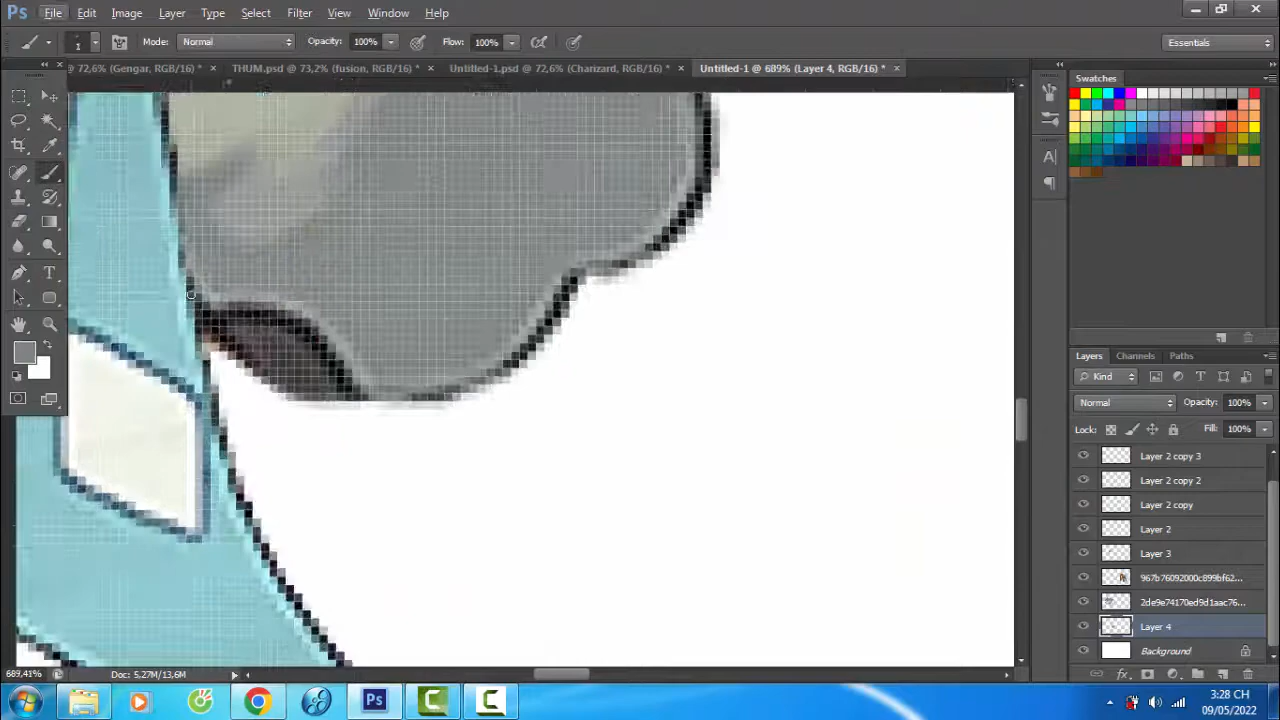 Ps File Edit Image Layer Type Select Filter View Window Help
1 Mode: Normal Opacity: 100% Flow: 100% Essentials
72,6% (Gengar, RGB/16) * × THUM.psd @ 73,2% (fusion, RGB/16) * × Untitled-1.psd @ 72,6% (Charizard, RGB/16) * × Untitled-1 @ 689% (Layer 4, RGB/16) * ×
Swatches
Layers Channels Paths
Kind
Normal Opacity: 100%
Lock: Fill: 100%
Layer 2 copy 3
Layer 2 copy 2
Layer 2 copy
Layer 2
Layer 3
967b76092000c899bf62...
2de9e74170ed9d1aac76...
Layer 4
Background
689,41% Doc: 5.27M/13,6M
Ps
3:28 CH
09/05/2022